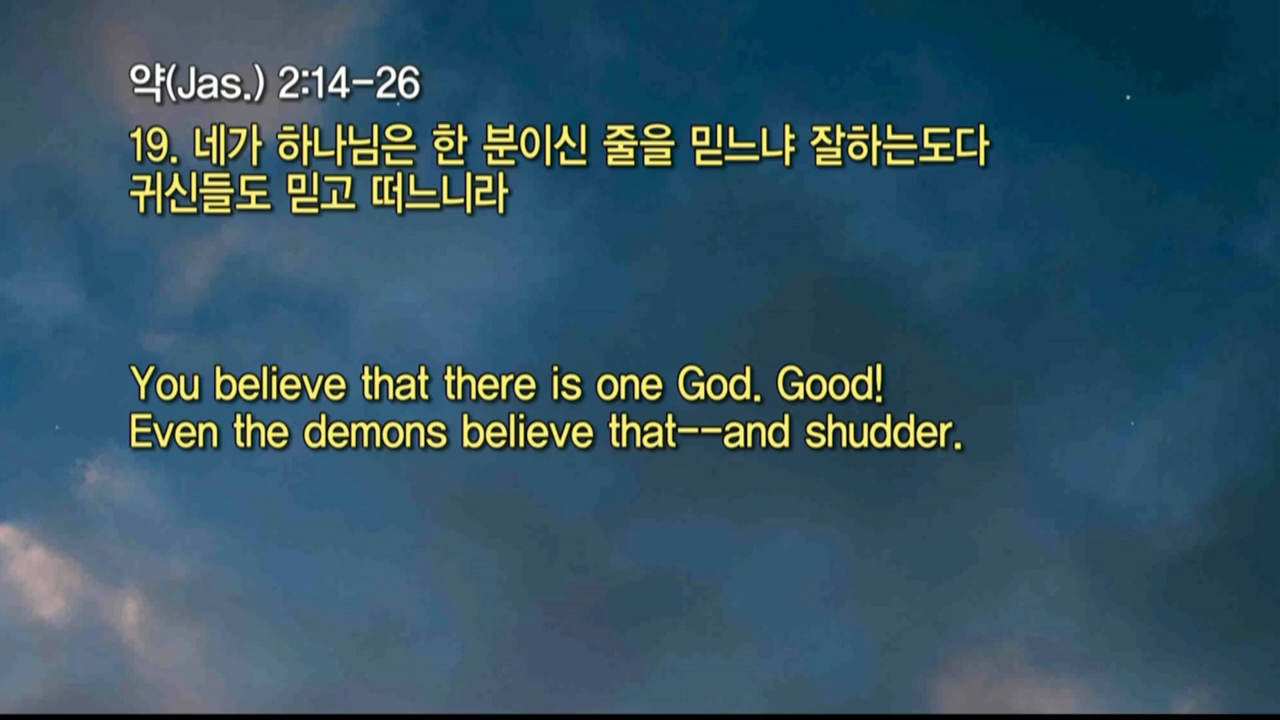 약(Jas.) 2:14-26
19. 네가 하나님은 한 분이신 줄을 믿느냐 잘하는도다
귀신들도 믿고 떠느니라
You believe that there is one God. Good!
Even the demons believe that--and shudder.